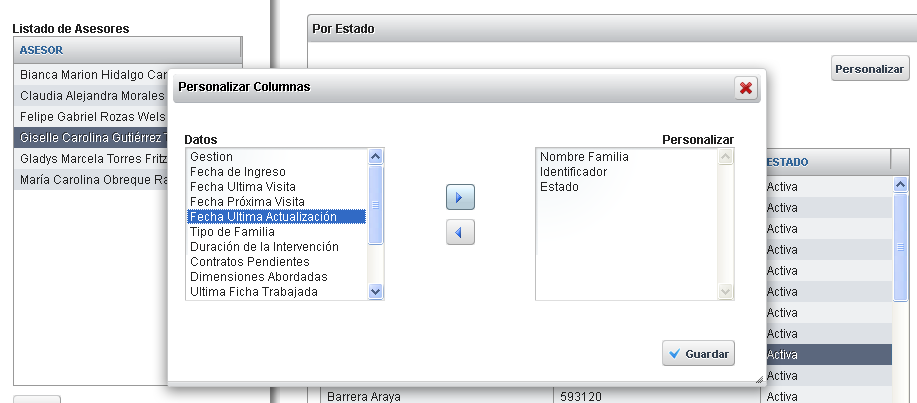 Listado de Asesores
ASESOR
Bianca Marion Hidalgo Car
Claudia Alejandra Morales
Felipe Gabriel Rozas Wels
Giselle Carolina Gutiérrez T
Gladys Marcela Torres Fritz
María Carolina Obreque Ra
Por Estado
Personalizar
Personalizar Columnas
Datos
Gestion
Fecha de Ingreso
Fecha Ultima Visita
Fecha Próxima Visita
Fecha Ultima Actualización
Tipo de Familia
Duración de la Intervención
Contratos Pendientes
Dimensiones Abordadas
Ultima Ficha Trabajada
Personalizar
Nombre Familia
Identificador
Estado
Guardar
ESTADO
Activa
Activa
Activa
Activa
Activa
Activa
Activa
Activa
Activa
Activa
Barrera Araya 593120 Activa